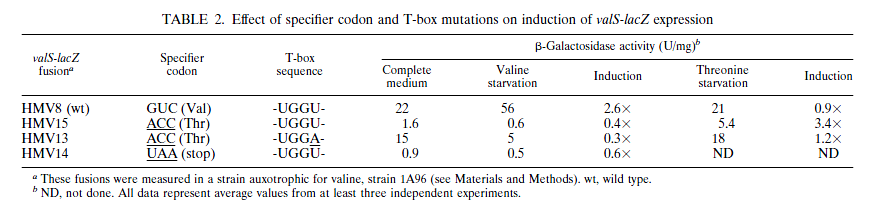 TABLE 2. Effect of specifier codon and T-box mutations on induction of valS-lacZ expression
valS-lacZ fusionᵃ Specifier codon T-box sequence β-Galactosidase activity (U/mg)ᵇ
Complete medium Valine starvation Induction Threonine starvation Induction
HMV8 (wt) GUC (Val) -UGGU- 22 56 2.6× 21 0.9×
HMV15 ACC (Thr) -UGGU- 1.6 0.6 0.4× 5.4 3.4×
HMV13 ACC (Thr) -UGGA- 15 5 0.3× 18 1.2×
HMV14 UAA (stop) -UGGU- 0.9 0.5 0.6× ND ND
ᵃ These fusions were measured in a strain auxotrophic for valine, strain 1A96 (see Materials and Methods). wt, wild type.
ᵇ ND, not done. All data represent average values from at least three independent experiments.